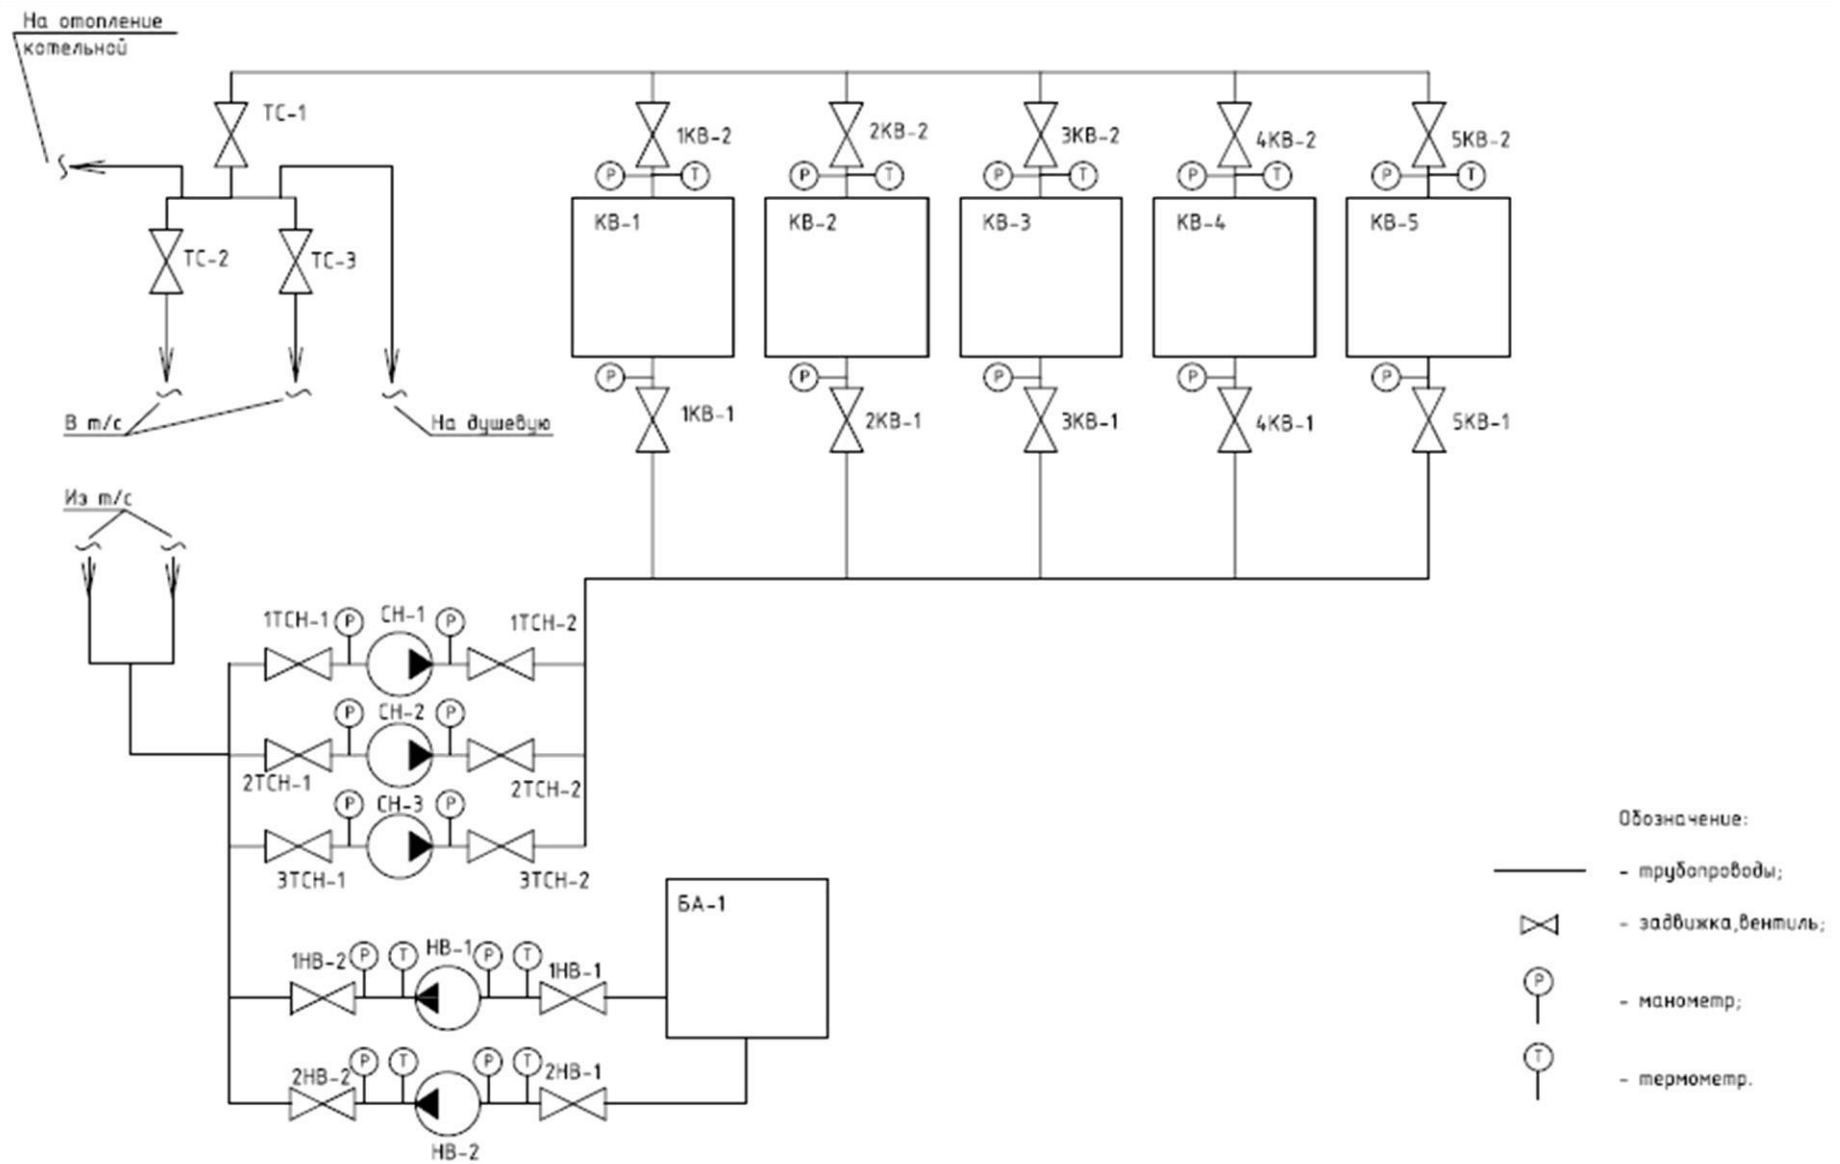 На отопление
котельной
ТС-1
1КВ-2
2КВ-2
3КВ-2
4КВ-2
5КВ-2
P
T
P
T
P
T
P
T
P
T
КВ-1
КВ-2
КВ-3
КВ-4
КВ-5
ТС-2
ТС-3
P
P
P
P
P
В т/с
На душевую
1КВ-1
2КВ-1
3КВ-1
4КВ-1
5КВ-1
Из т/с
1ТСН-1
P
СН-1
P
1ТСН-2
P
СН-2
P
2ТСН-1
2ТСН-2
P
СН-3
P
3ТСН-1
3ТСН-2
БА-1
1НВ-2
P
T
НВ-1
P
T
1НВ-1
2НВ-2
P
T
P
T
2НВ-1
НВ-2
Обозначение:
- трубопроводы;
- задвижка,вентиль;
P
- манометр;
T
- термометр.